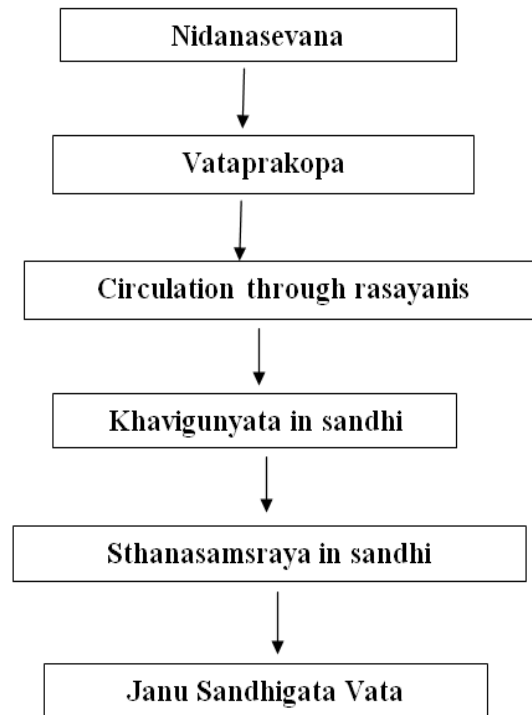 Nidanasevana
Vataprakopa
Circulation through rasayanis
Khavigunyata in sandhi
Sthanasamsraya in sandhi
Janu Sandhigata Vata